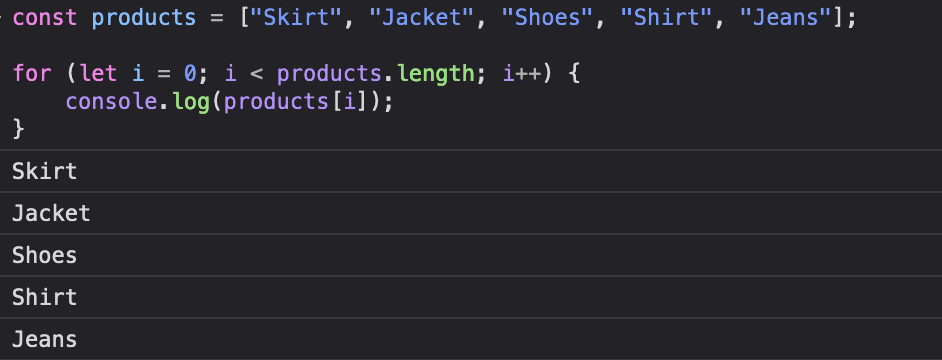 const products = ["Skirt", "Jacket", "Shoes", "Shirt", "Jeans"];
for (let i = 0; i < products.length; i++) {
    console.log(products[i]);
}
Skirt
Jacket
Shoes
Shirt
Jeans